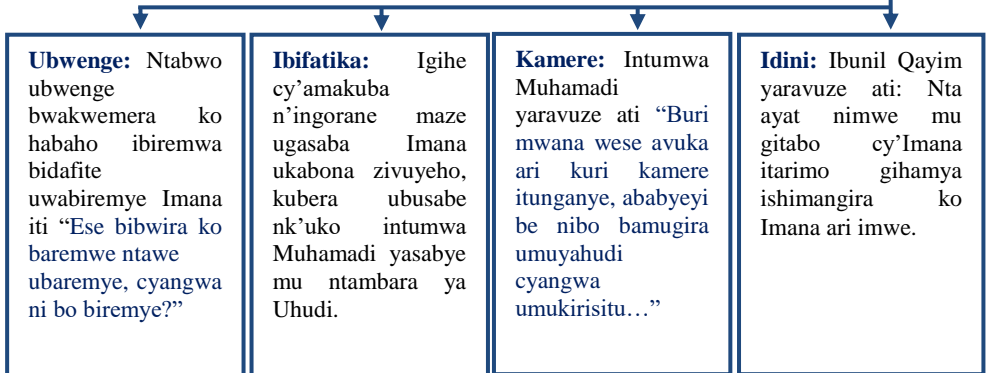 Ubwenge: Ntabwo
ubwenge
bwakwemera ko
habaho ibiremwa
bidafite
uwabiremye Imana
iti “Ese bibwira ko
baremwe ntawe
ubaremye, cyangwa
ni bo biremye?”
Ibifatika: Igihe
cy’amakuba
n’ingorane maze
ugasaba Imana
ukabona zivuyeho,
kubera ubusabe
nk’uko intumwa
Muhamadi yasabye
mu ntambara ya
Uhudi.
Kamere: Intumwa
Muhamadi
yaravuze ati “Buri
mwana wese avuka
ari kuri kamere
itunganye, ababyeyi
be nibo bamugira
umuyahudi
cyangwa
umukirisitu…”
Idini: Ibunil Qayim
yaravuze ati: Nta
ayat nimwe mu
gitabo cy’Imana
itarimo gihamya
ishimangira ko
Imana ari imwe.